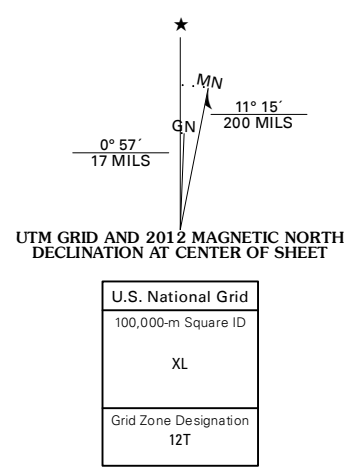 ★
MN
GN
11° 15´
200 MILS
0° 57´
17 MILS
UTM GRID AND 2012 MAGNETIC NORTH
DECLINATION AT CENTER OF SHEET
U.S. National Grid
100,000-m Square ID
XL
Grid Zone Designation
12T